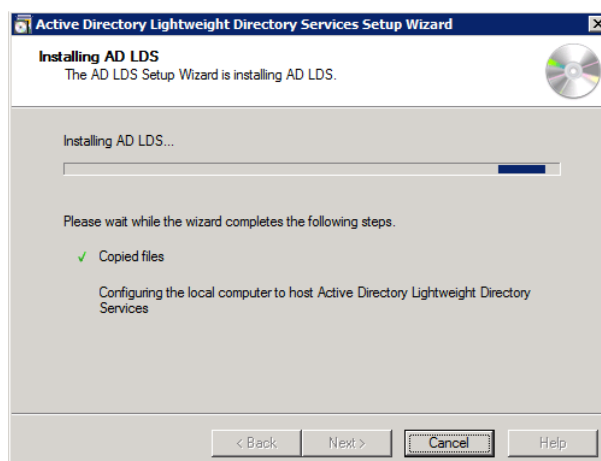 Active Directory Lightweight Directory Services Setup Wizard
Installing AD LDS
The AD LDS Setup Wizard is installing AD LDS.
Installing AD LDS...
Please wait while the wizard completes the following steps.
Copied files
Configuring the local computer to host Active Directory Lightweight Directory
Services
< Back Next > Cancel Help